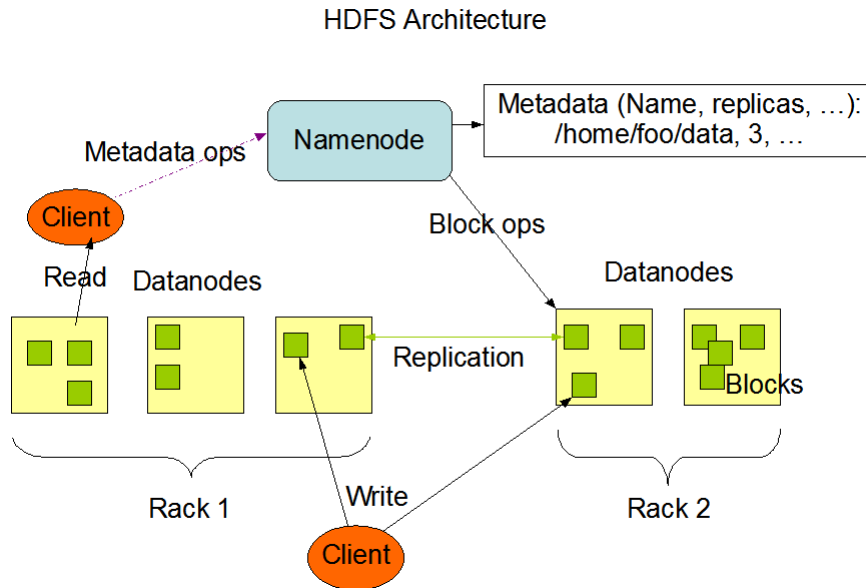 HDFS Architecture
Metadata (Name, replicas, …):
/home/foo/data, 3, …
Namenode
Metadata ops
Client
Block ops
Read
Datanodes
Datanodes
Replication
Blocks
Rack 1
Write
Rack 2
Client